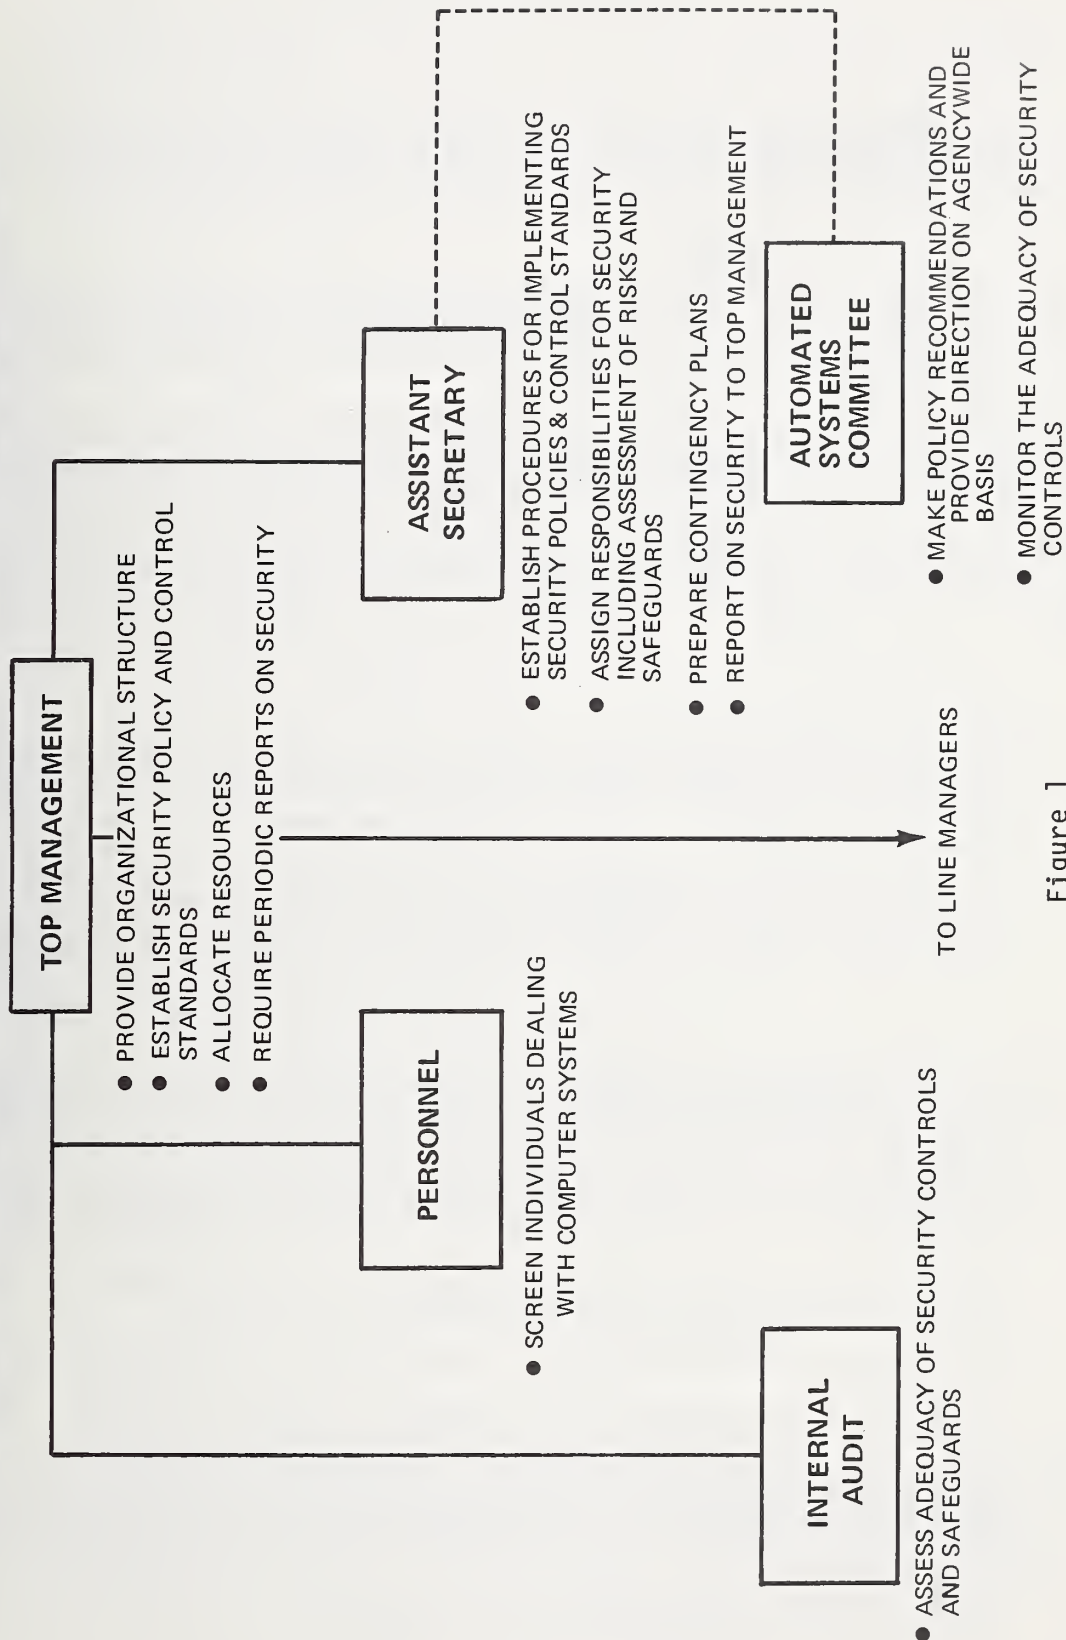 TOP MANAGEMENT
● PROVIDE ORGANIZATIONAL STRUCTURE
● ESTABLISH SECURITY POLICY AND CONTROL
STANDARDS
● ALLOCATE RESOURCES
● REQUIRE PERIODIC REPORTS ON SECURITY
PERSONNEL
● SCREEN INDIVIDUALS DEALING
WITH COMPUTER SYSTEMS
ASSISTANT
SECRETARY
● ESTABLISH PROCEDURES FOR IMPLEMENTING
SECURITY POLICIES & CONTROL STANDARDS
● ASSIGN RESPONSIBILITIES FOR SECURITY
INCLUDING ASSESSMENT OF RISKS AND
SAFEGUARDS
● PREPARE CONTINGENCY PLANS
● REPORT ON SECURITY TO TOP MANAGEMENT
INTERNAL
AUDIT
● ASSESS ADEQUACY OF SECURITY CONTROLS
AND SAFEGUARDS
TO LINE MANAGERS
AUTOMATED
SYSTEMS
COMMITTEE
● MAKE POLICY RECOMMENDATIONS AND
PROVIDE DIRECTION ON AGENCYWIDE
BASIS
● MONITOR THE ADEQUACY OF SECURITY
CONTROLS
Figure 1